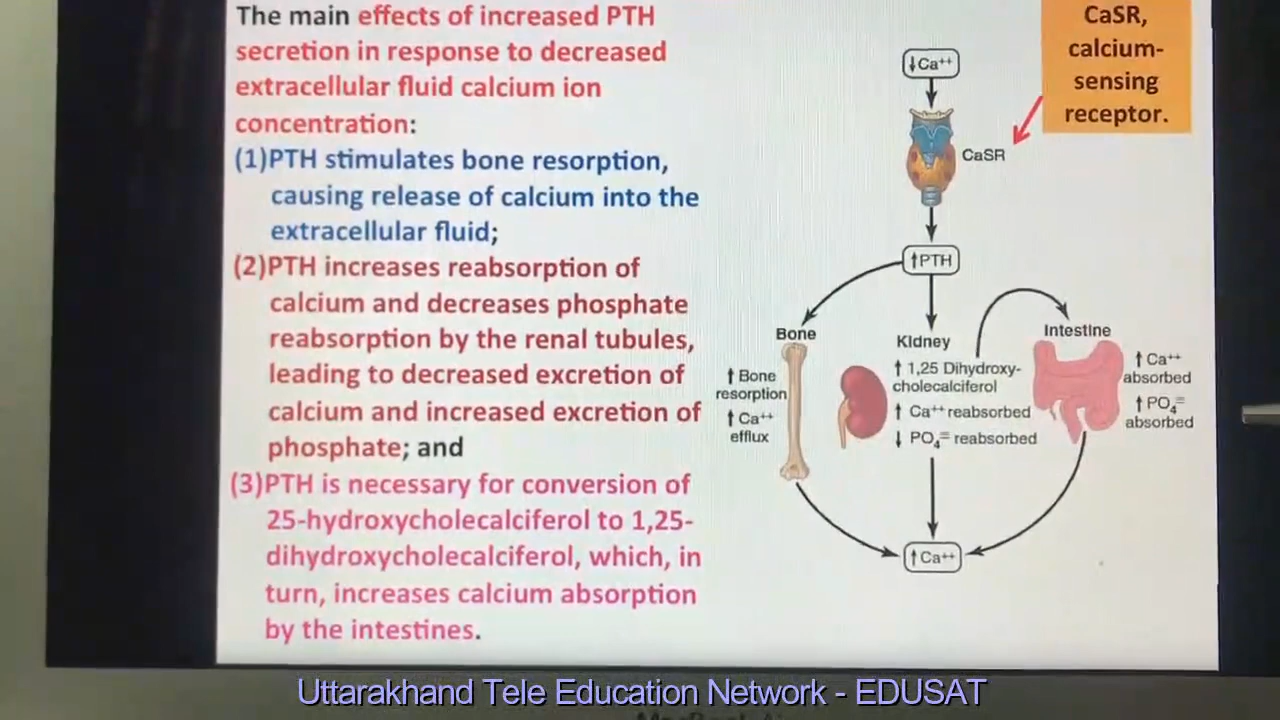 The main effects of increased PTH
secretion in response to decreased
extracellular fluid calcium ion
concentration:
(1)PTH stimulates bone resorption,
causing release of calcium into the
extracellular fluid;
(2)PTH increases reabsorption of
calcium and decreases phosphate
reabsorption by the renal tubules,
leading to decreased excretion of
calcium and increased excretion of
phosphate; and
(3)PTH is necessary for conversion of
25-hydroxycholecalciferol to 1,25-
dihydroxycholecalciferol, which, in
turn, increases calcium absorption
by the intestines.
CaSR,
calcium-
sensing
receptor.
↓Ca⁺⁺
CaSR
↑PTH
Bone
↑ Bone
resorption
↑ Ca⁺⁺
efflux
Kidney
↑ 1,25 Dihydroxy-
cholecalciferol
↑ Ca⁺⁺ reabsorbed
↓ PO₄⁼ reabsorbed
Intestine
↑ Ca⁺⁺
absorbed
↑ PO₄⁼
absorbed
↑Ca⁺⁺
Uttarakhand Tele Education Network - EDUSAT